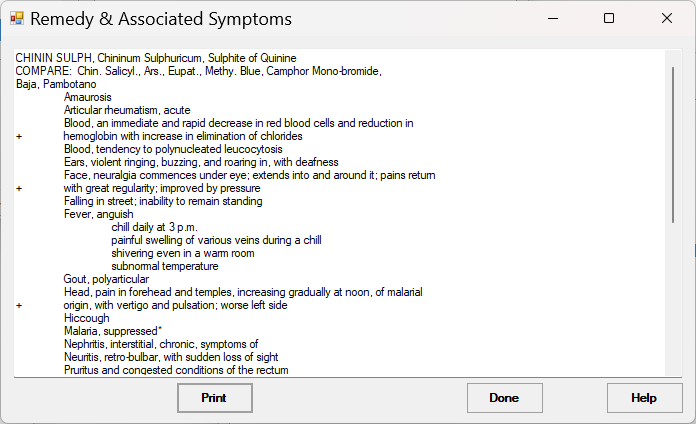 Remedy & Associated Symptoms
CHININ SULPH, Chininum Sulphuricum, Sulphite of Quinine
COMPARE: Chin. Salicyl., Ars., Eupat., Methy. Blue, Camphor Mono-bromide,
Baja, Pambotano
Amaurosis
Articular rheumatism, acute
Blood, an immediate and rapid decrease in red blood cells and reduction in
+ hemoglobin with increase in elimination of chlorides
Blood, tendency to polynucleated leucocytosis
Ears, violent ringing, buzzing, and roaring in, with deafness
Face, neuralgia commences under eye; extends into and around it; pains return
+ with great regularity; improved by pressure
Falling in street; inability to remain standing
Fever, anguish
chill daily at 3 p.m.
painful swelling of various veins during a chill
shivering even in a warm room
subnormal temperature
Gout, polyarticular
Head, pain in forehead and temples, increasing gradually at noon, of malarial
+ origin, with vertigo and pulsation; worse left side
Hiccough
Malaria, suppressed*
Nephritis, interstitial, chronic, symptoms of
Neuritis, retro-bulbar, with sudden loss of sight
Pruritus and congested conditions of the rectum
Print
Done
Help